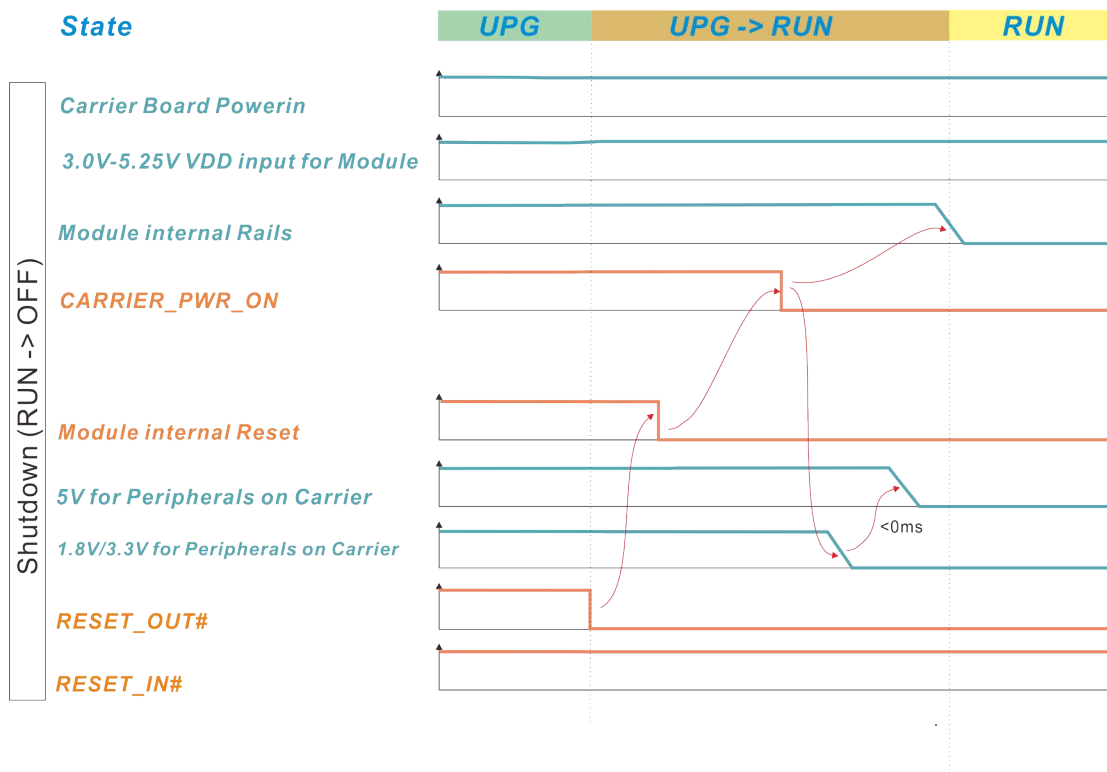 State
UPG
UPG -> RUN
RUN
Shutdown (RUN -> OFF)
Carrier Board Powerin
3.0V-5.25V VDD input for Module
Module internal Rails
CARRIER_PWR_ON
Module internal Reset
5V for Peripherals on Carrier
<0ms
1.8V/3.3V for Peripherals on Carrier
RESET_OUT#
RESET_IN#